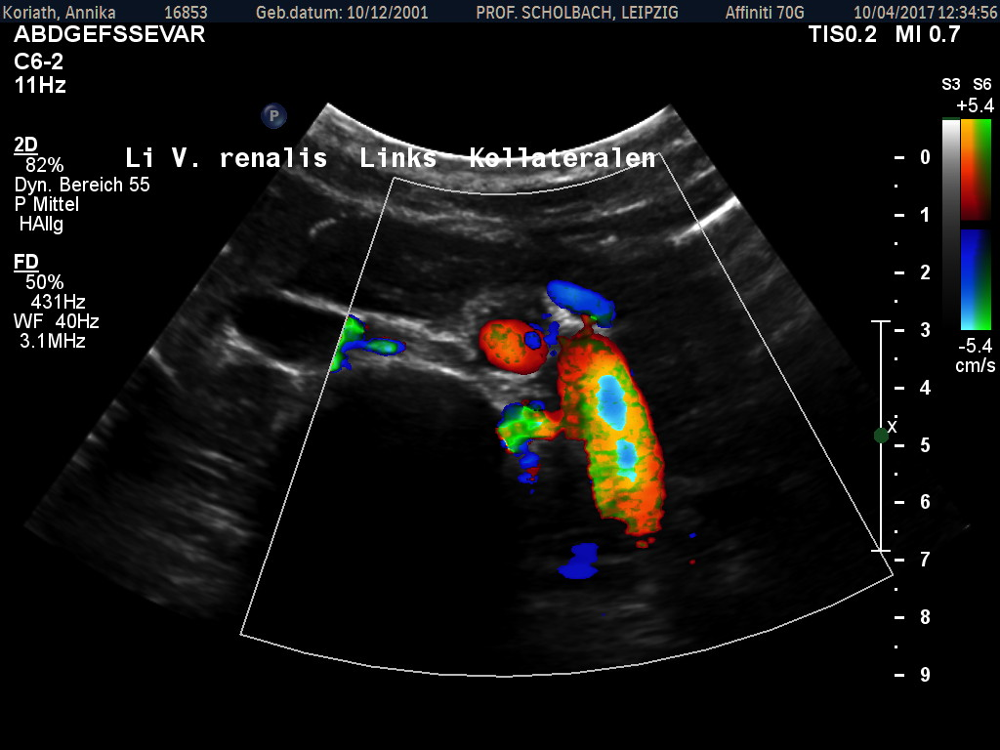 Koriath, Annika 16853 Geb.datum: 10/12/2001 PROF. SCHOLBACH, LEIPZIG Affiniti 70G 10/04/2017 12:34:56
ABDGEFSSEVAR TIS0.2 MI 0.7
C6-2
11Hz
S3 S6
+5.4
P
2D
82%
Dyn. Bereich 55
P Mittel
HAllg
Li V. renalis Links Kollateralen
FD
50%
431Hz
WF 40Hz
3.1MHz
0
1
2
3
-5.4
cm/s
4
X
5
6
7
8
9